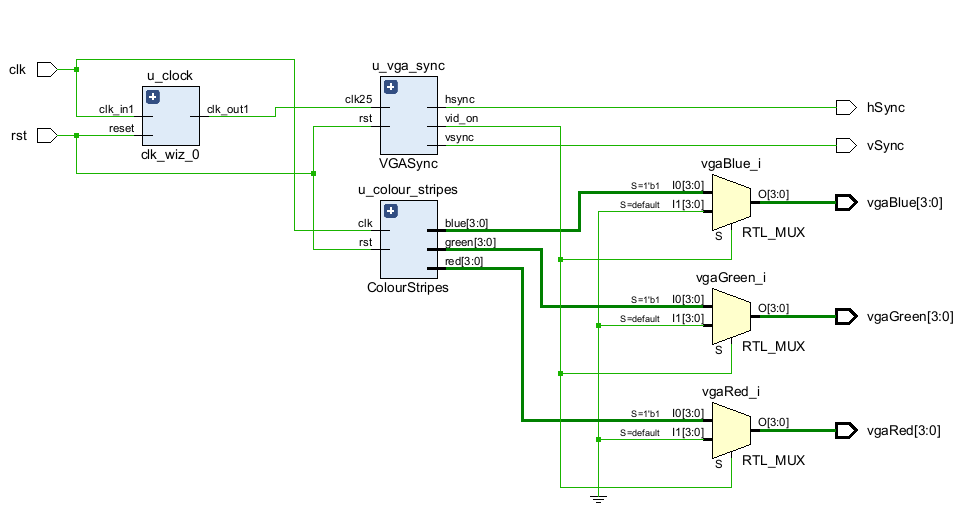 clk
u_clock
clk_in1
clk_out1
reset
clk_wiz_0
rst
u_vga_sync
clk25
hsync
rst
vid_on
vsync
VGASync
hSync
vSync
u_colour_stripes
clk
blue[3:0]
rst
green[3:0]
red[3:0]
ColourStripes
vgaBlue_i
S=1'b1 I0[3:0]
O[3:0]
S=default I1[3:0]
S
RTL_MUX
vgaBlue[3:0]
vgaGreen_i
S=1'b1 I0[3:0]
O[3:0]
S=default I1[3:0]
S
RTL_MUX
vgaGreen[3:0]
vgaRed_i
S=1'b1 I0[3:0]
O[3:0]
S=default I1[3:0]
S
RTL_MUX
vgaRed[3:0]